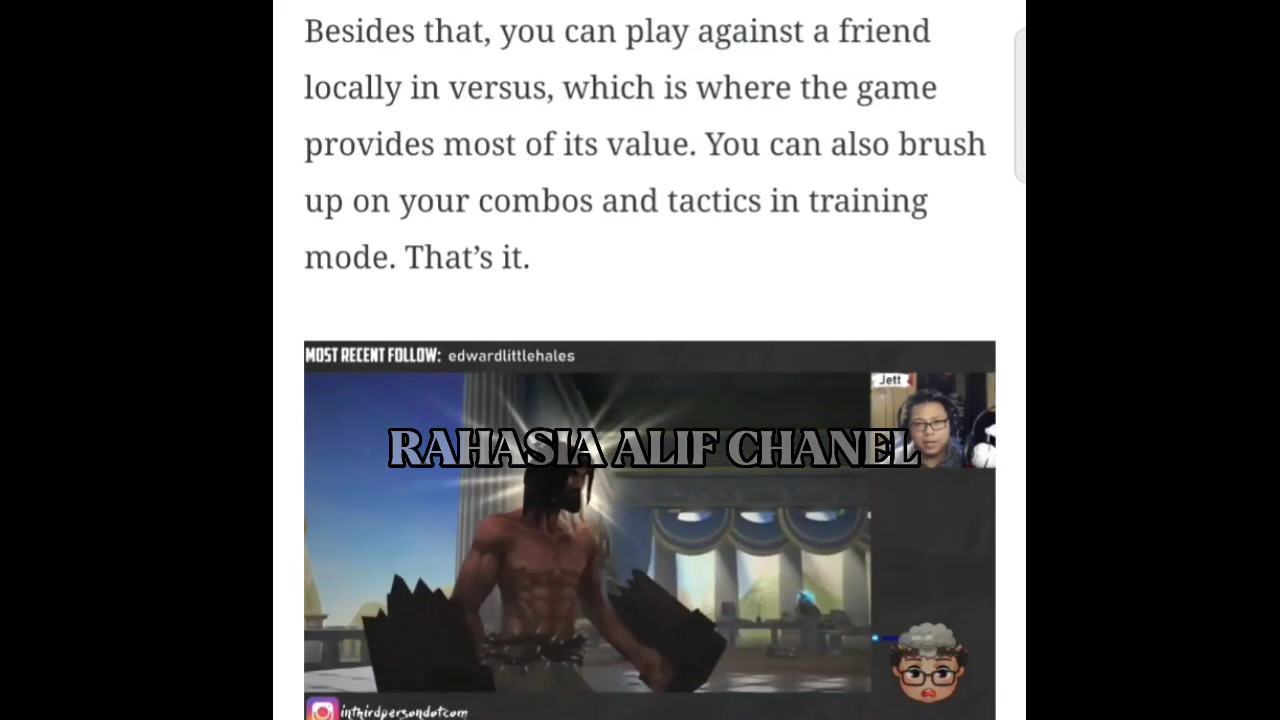 Besides that, you can play against a friend
locally in versus, which is where the game
provides most of its value. You can also brush
up on your combos and tactics in training
mode. That’s it.
MOST RECENT FOLLOW: edwardlittlehales
Jett
RAHASIA ALIF CHANEL
inthirdpersondotcom